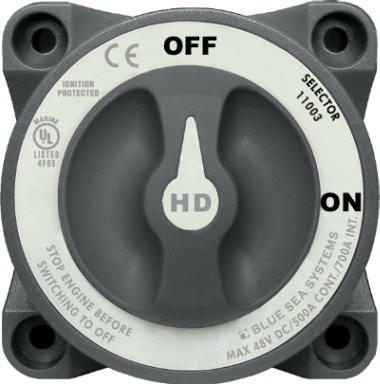 CE
OFF
IGNITION
PROTECTED
SELECTOR
11003
MARINE
UL
LISTED
4F89
HD
ON
STOP ENGINE BEFORE
SWITCHING TO OFF
BLUE SEA SYSTEMS
MAX 48V DC/500A CONT./700A INT.